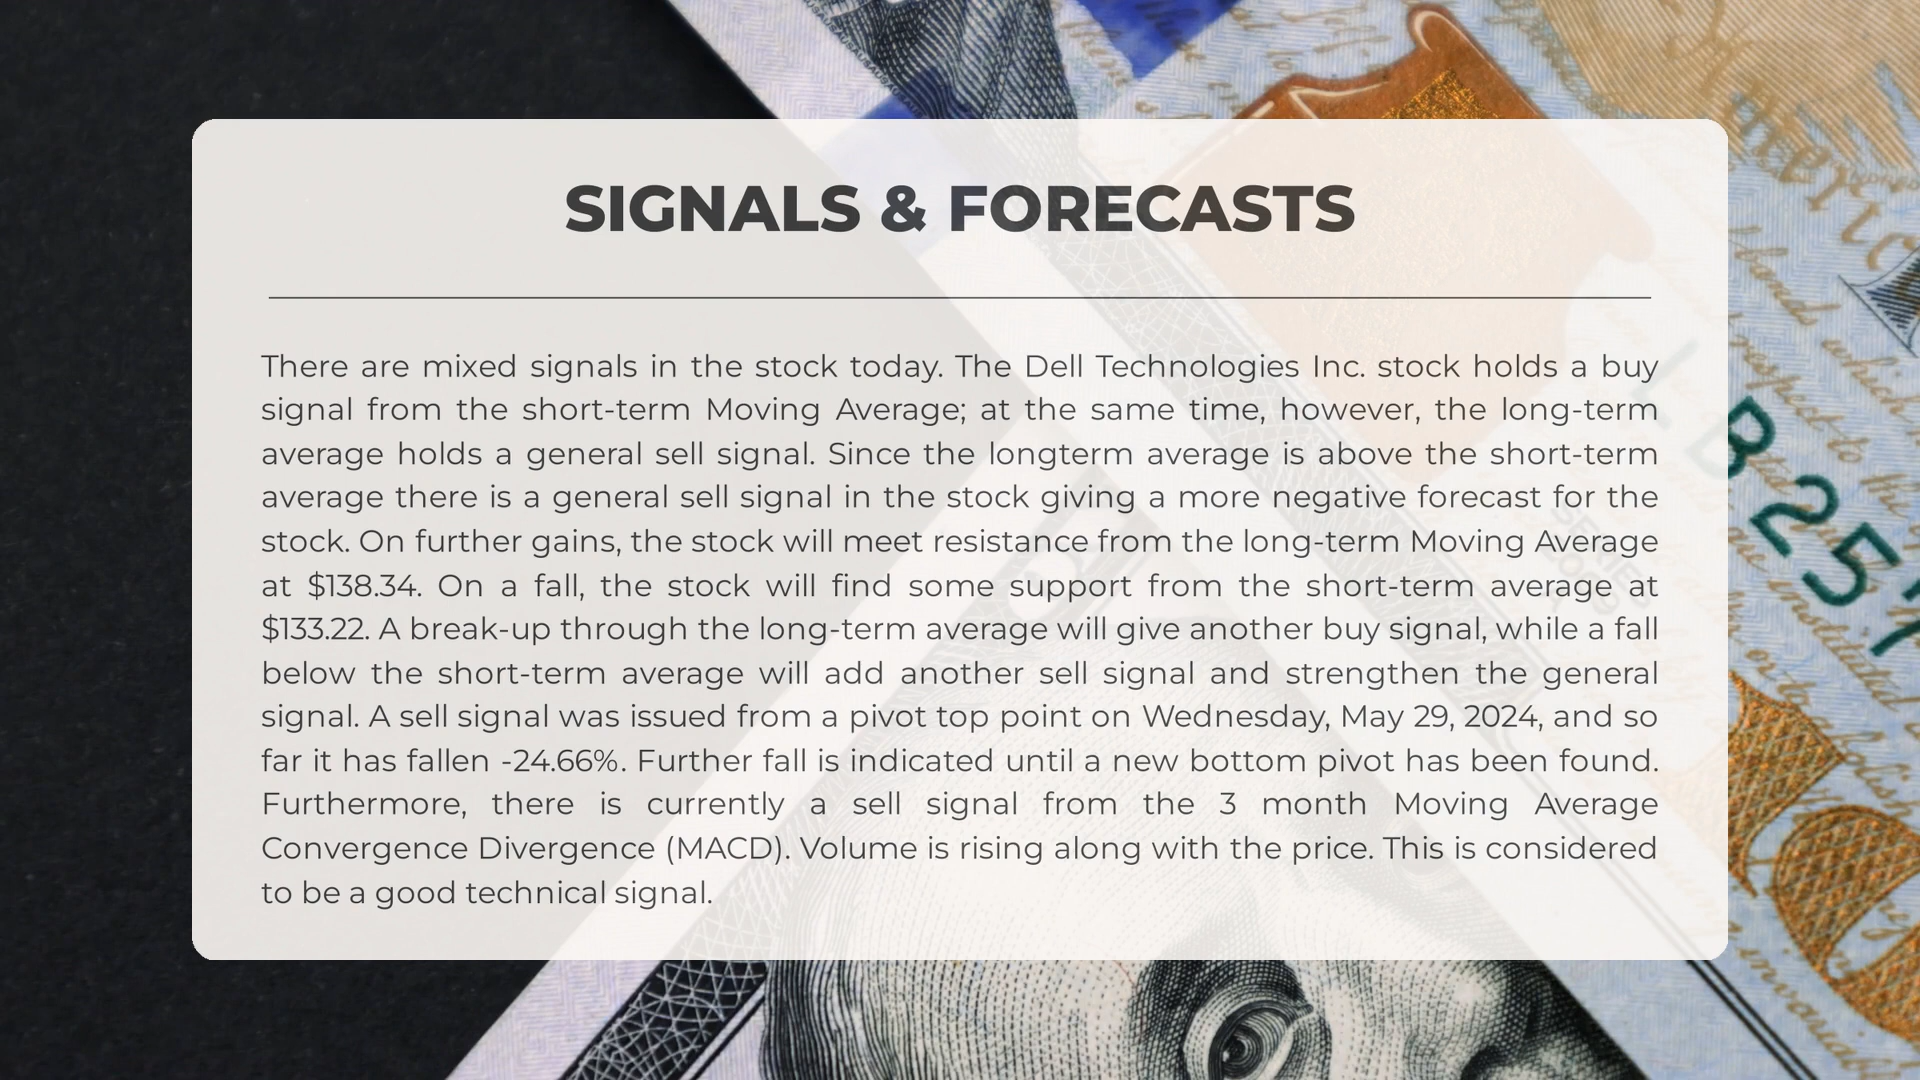 SIGNALS & FORECASTS
There are mixed signals in the stock today. The Dell Technologies Inc. stock holds a buy
signal from the short-term Moving Average; at the same time, however, the long-term
average holds a general sell signal. Since the longterm average is above the short-term
average there is a general sell signal in the stock giving a more negative forecast for the
stock. On further gains, the stock will meet resistance from the long-term Moving Average
at $138.34. On a fall, the stock will find some support from the short-term average at
$133.22. A break-up through the long-term average will give another buy signal, while a fall
below the short-term average will add another sell signal and strengthen the general
signal. A sell signal was issued from a pivot top point on Wednesday, May 29, 2024, and so
far it has fallen -24.66%. Further fall is indicated until a new bottom pivot has been found.
Furthermore, there is currently a sell signal from the 3 month Moving Average
Convergence Divergence (MACD). Volume is rising along with the price. This is considered
to be a good technical signal.